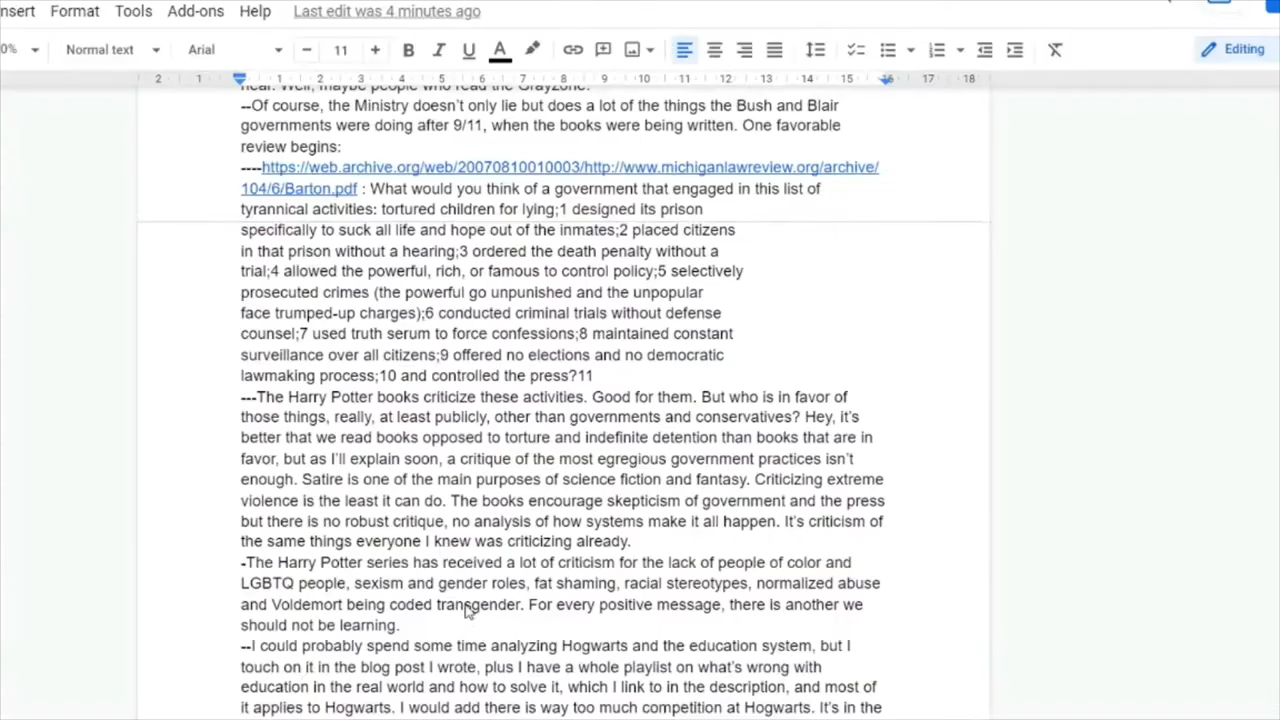 nsert Format Tools Add-ons Help Last edit was 4 minutes ago
0% Normal text Arial 11 Editing
2 1 1 2 3 4 5 6 7 8 9 10 11 12 13 14 15 16 17 18
hear. Well, maybe people who read the Grayzone.
--Of course, the Ministry doesn't only lie but does a lot of the things the Bush and Blair
governments were doing after 9/11, when the books were being written. One favorable
review begins:
----https://web.archive.org/web/20070810010003/http://www.michiganlawreview.org/archive/
104/6/Barton.pdf : What would you think of a government that engaged in this list of
tyrannical activities: tortured children for lying;1 designed its prison
specifically to suck all life and hope out of the inmates;2 placed citizens
in that prison without a hearing;3 ordered the death penalty without a
trial;4 allowed the powerful, rich, or famous to control policy;5 selectively
prosecuted crimes (the powerful go unpunished and the unpopular
face trumped-up charges);6 conducted criminal trials without defense
counsel;7 used truth serum to force confessions;8 maintained constant
surveillance over all citizens;9 offered no elections and no democratic
lawmaking process;10 and controlled the press?11
---The Harry Potter books criticize these activities. Good for them. But who is in favor of
those things, really, at least publicly, other than governments and conservatives? Hey, it's
better that we read books opposed to torture and indefinite detention than books that are in
favor, but as I'll explain soon, a critique of the most egregious government practices isn't
enough. Satire is one of the main purposes of science fiction and fantasy. Criticizing extreme
violence is the least it can do. The books encourage skepticism of government and the press
but there is no robust critique, no analysis of how systems make it all happen. It's criticism of
the same things everyone I knew was criticizing already.
-The Harry Potter series has received a lot of criticism for the lack of people of color and
LGBTQ people, sexism and gender roles, fat shaming, racial stereotypes, normalized abuse
and Voldemort being coded transgender. For every positive message, there is another we
should not be learning.
--I could probably spend some time analyzing Hogwarts and the education system, but I
touch on it in the blog post I wrote, plus I have a whole playlist on what's wrong with
education in the real world and how to solve it, which I link to in the description, and most of
it applies to Hogwarts. I would add there is way too much competition at Hogwarts. It's in the